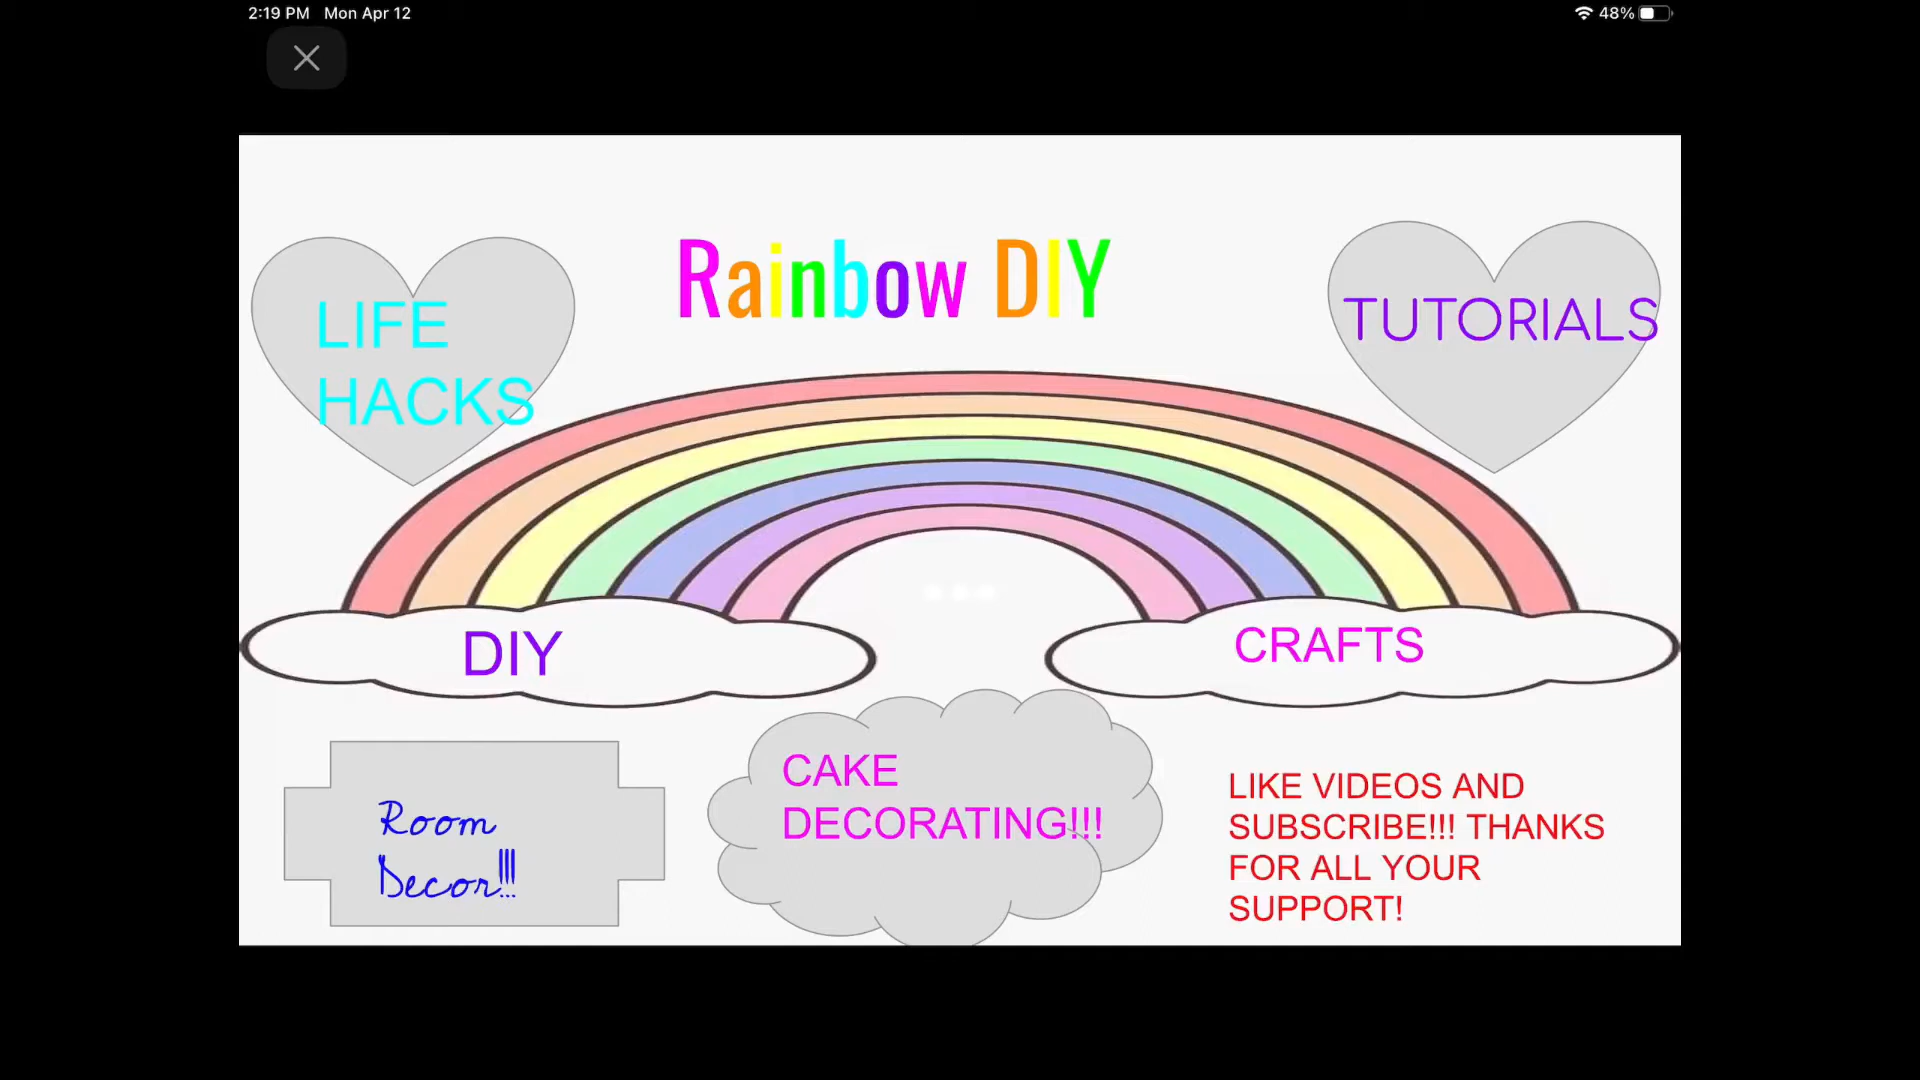 2:19 PM Mon Apr 12
48%
Rainbow DIY
LIFE
HACKS
TUTORIALS
DIY
CRAFTS
Room
Decor!!!
CAKE
DECORATING!!!
LIKE VIDEOS AND
SUBSCRIBE!!! THANKS
FOR ALL YOUR
SUPPORT!